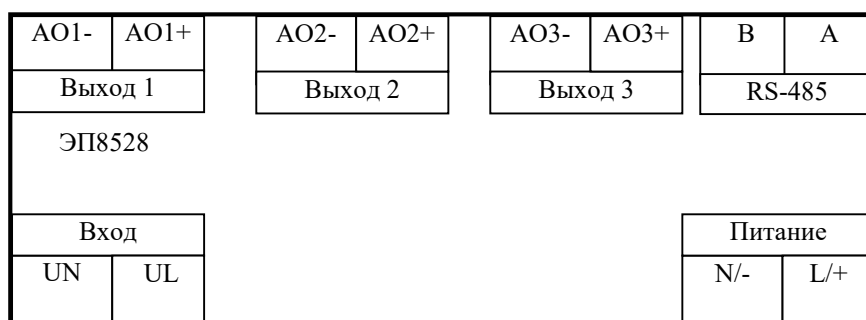 AO1- AO1+ AO2- AO2+ AO3- AO3+ B A
Выход 1 Выход 2 Выход 3 RS-485
ЭП8528
Вход Питание
UN UL N/- L/+